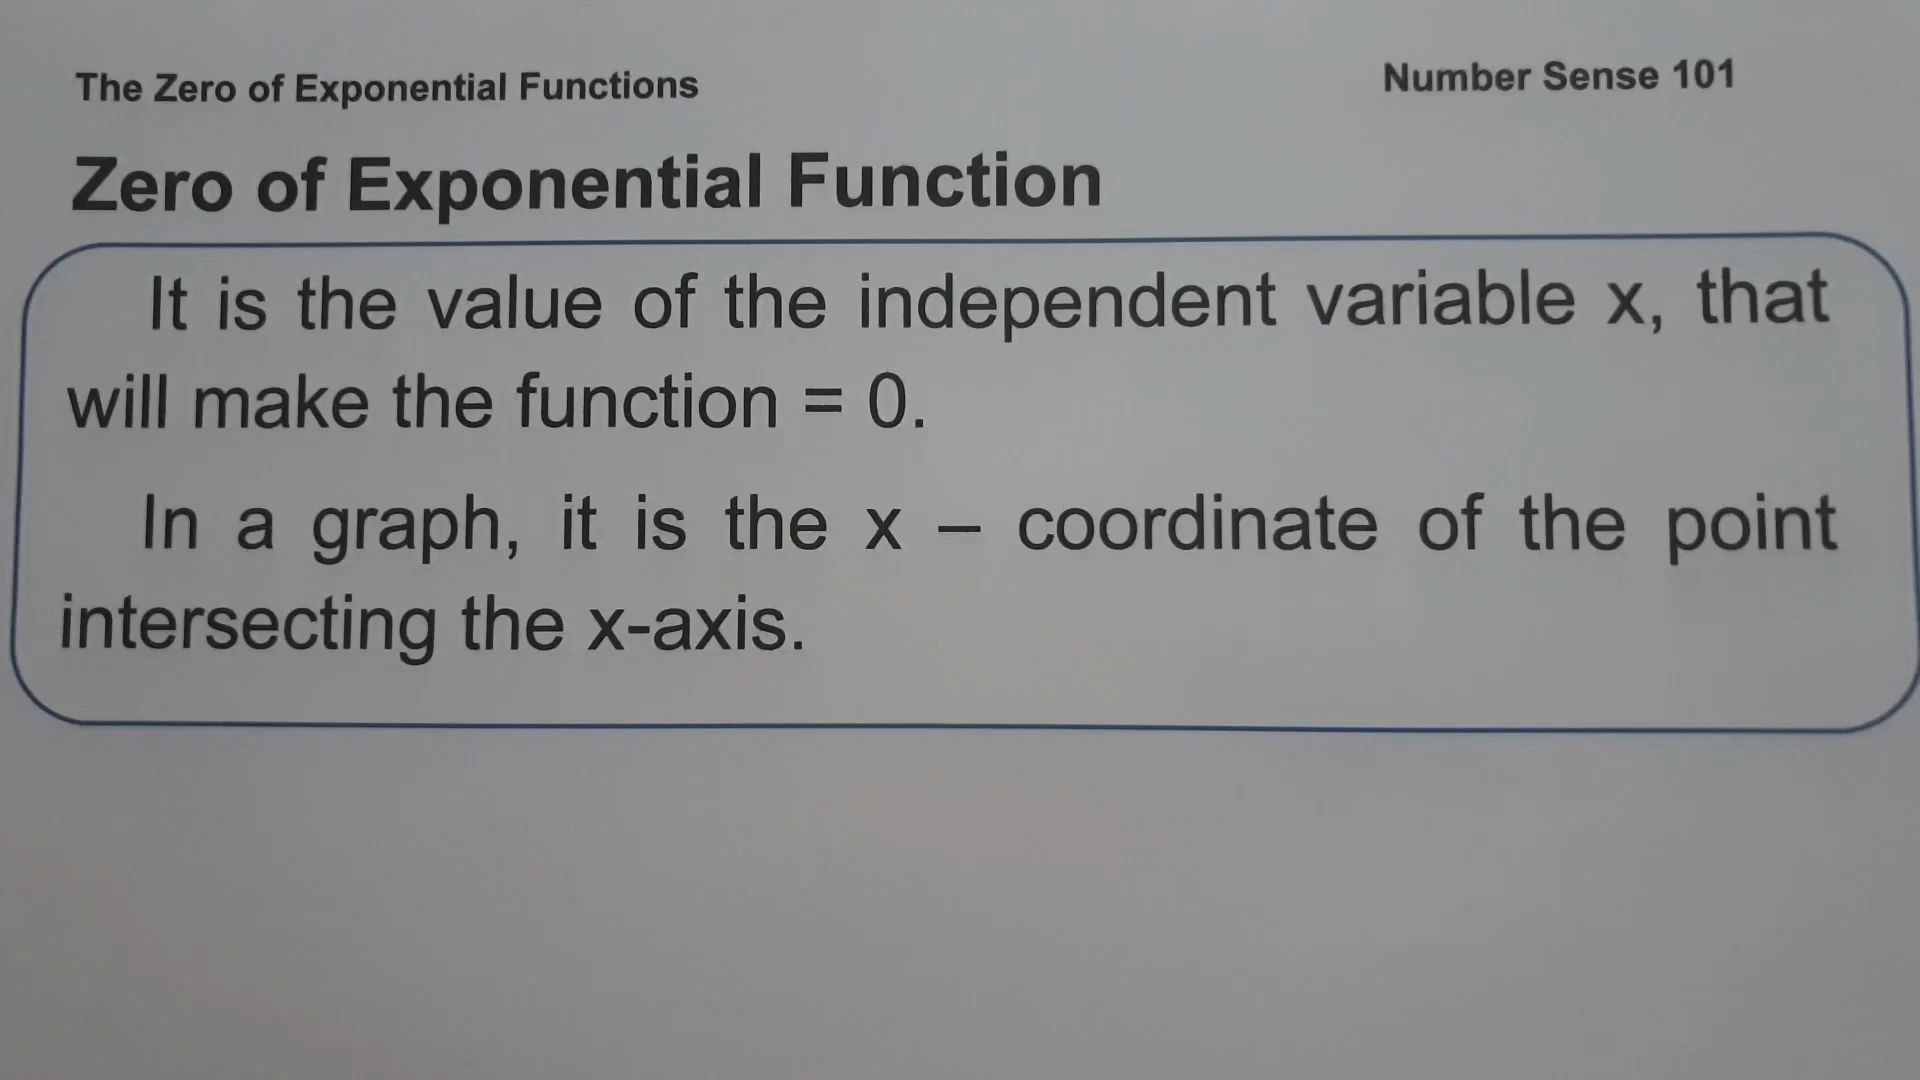 The Zero of Exponential Functions
Number Sense 101
Zero of Exponential Function
It is the value of the independent variable x, that
will make the function = 0.
In a graph, it is the x – coordinate of the point
intersecting the x-axis.